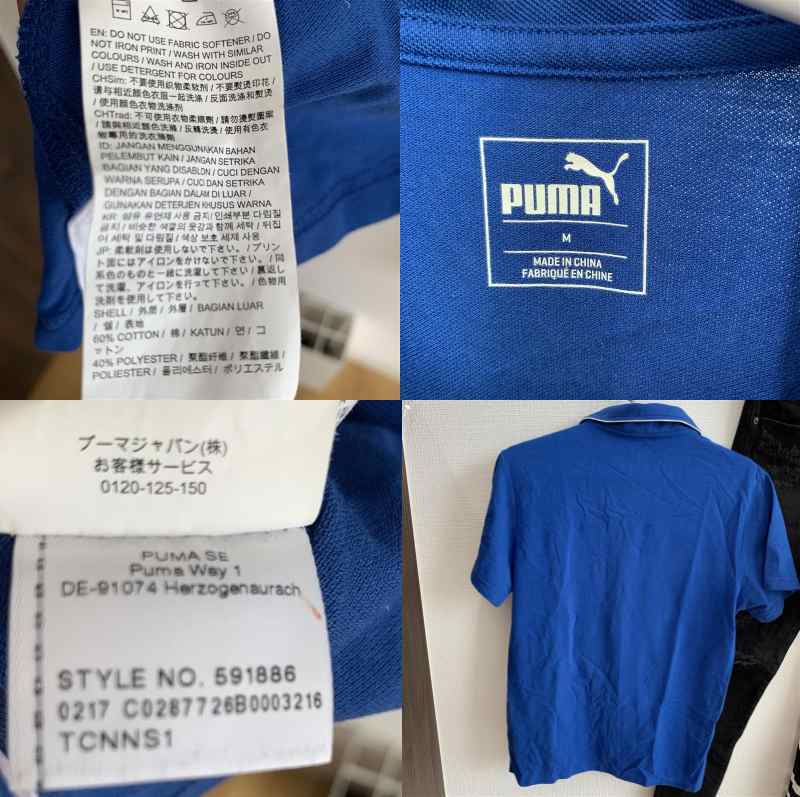 EN: DO NOT USE FABRIC SOFTENER / DO
NOT IRON PRINT / WASH WITH SIMILAR
COLOURS / WASH AND IRON INSIDE OUT
/ USE DETERGENT FOR COLOURS
CHSim: 不要使用织物柔软剂 / 不要熨烫印花 /
请与相近颜色衣服一起洗涤 / 反面洗涤和熨烫
/ 使用颜色衣物洗涤剂
CHTrad: 不可使用衣物柔順劑 / 請勿燙熨圖案
/ 請與相近顏色洗滌 / 反轉洗燙 / 使用有色衣
物專用的洗衣滌劑
ID: JANGAN MENGGUNAKAN BAHAN
PELEMBUT KAIN / JANGAN SETRIKA
BAGIAN YANG DISABLON / CUCI DENGAN
WARNA SERUPA / CUCI DAN SETRIKA
DENGAN BAGIAN DALAM DI LUAR /
GUNAKAN DETERJEN KHUSUS WARNA
KR: 섬유 유연제 사용 금지 / 인쇄부분 다림질
금지 / 비슷한 색깔의 옷감과 함께 세탁 / 뒤집
어 세탁 및 다림질 / 색상 보호 세제 사용
JP: 柔軟剤は使用しないで下さい。 / プリン
ト面にはアイロンをかけないで下さい。 / 同
系色のものと一緒に洗濯して下さい / 裏返し
て洗濯、アイロンを行って下さい。 / 色物用
洗剤を使用して下さい。
SHELL / 外层 / 外層 / BAGIAN LUAR
/ 겉 / 表地
60% COTTON / 棉 / KATUN / 면 / コ
ットン
40% POLYESTER / 聚酯纤维 / 聚酯纖維 /
POLIESTER / 폴리에스터 / ポリエステル
PUMA
M
MADE IN CHINA
FABRIQUÉ EN CHINE
プーマジャパン(株)
お客様サービス
0120-125-150
PUMA SE
Puma Way 1
DE-91074 Herzogenaurach
STYLE NO. 591886
0217 C0287726B0003216
TCNNS1